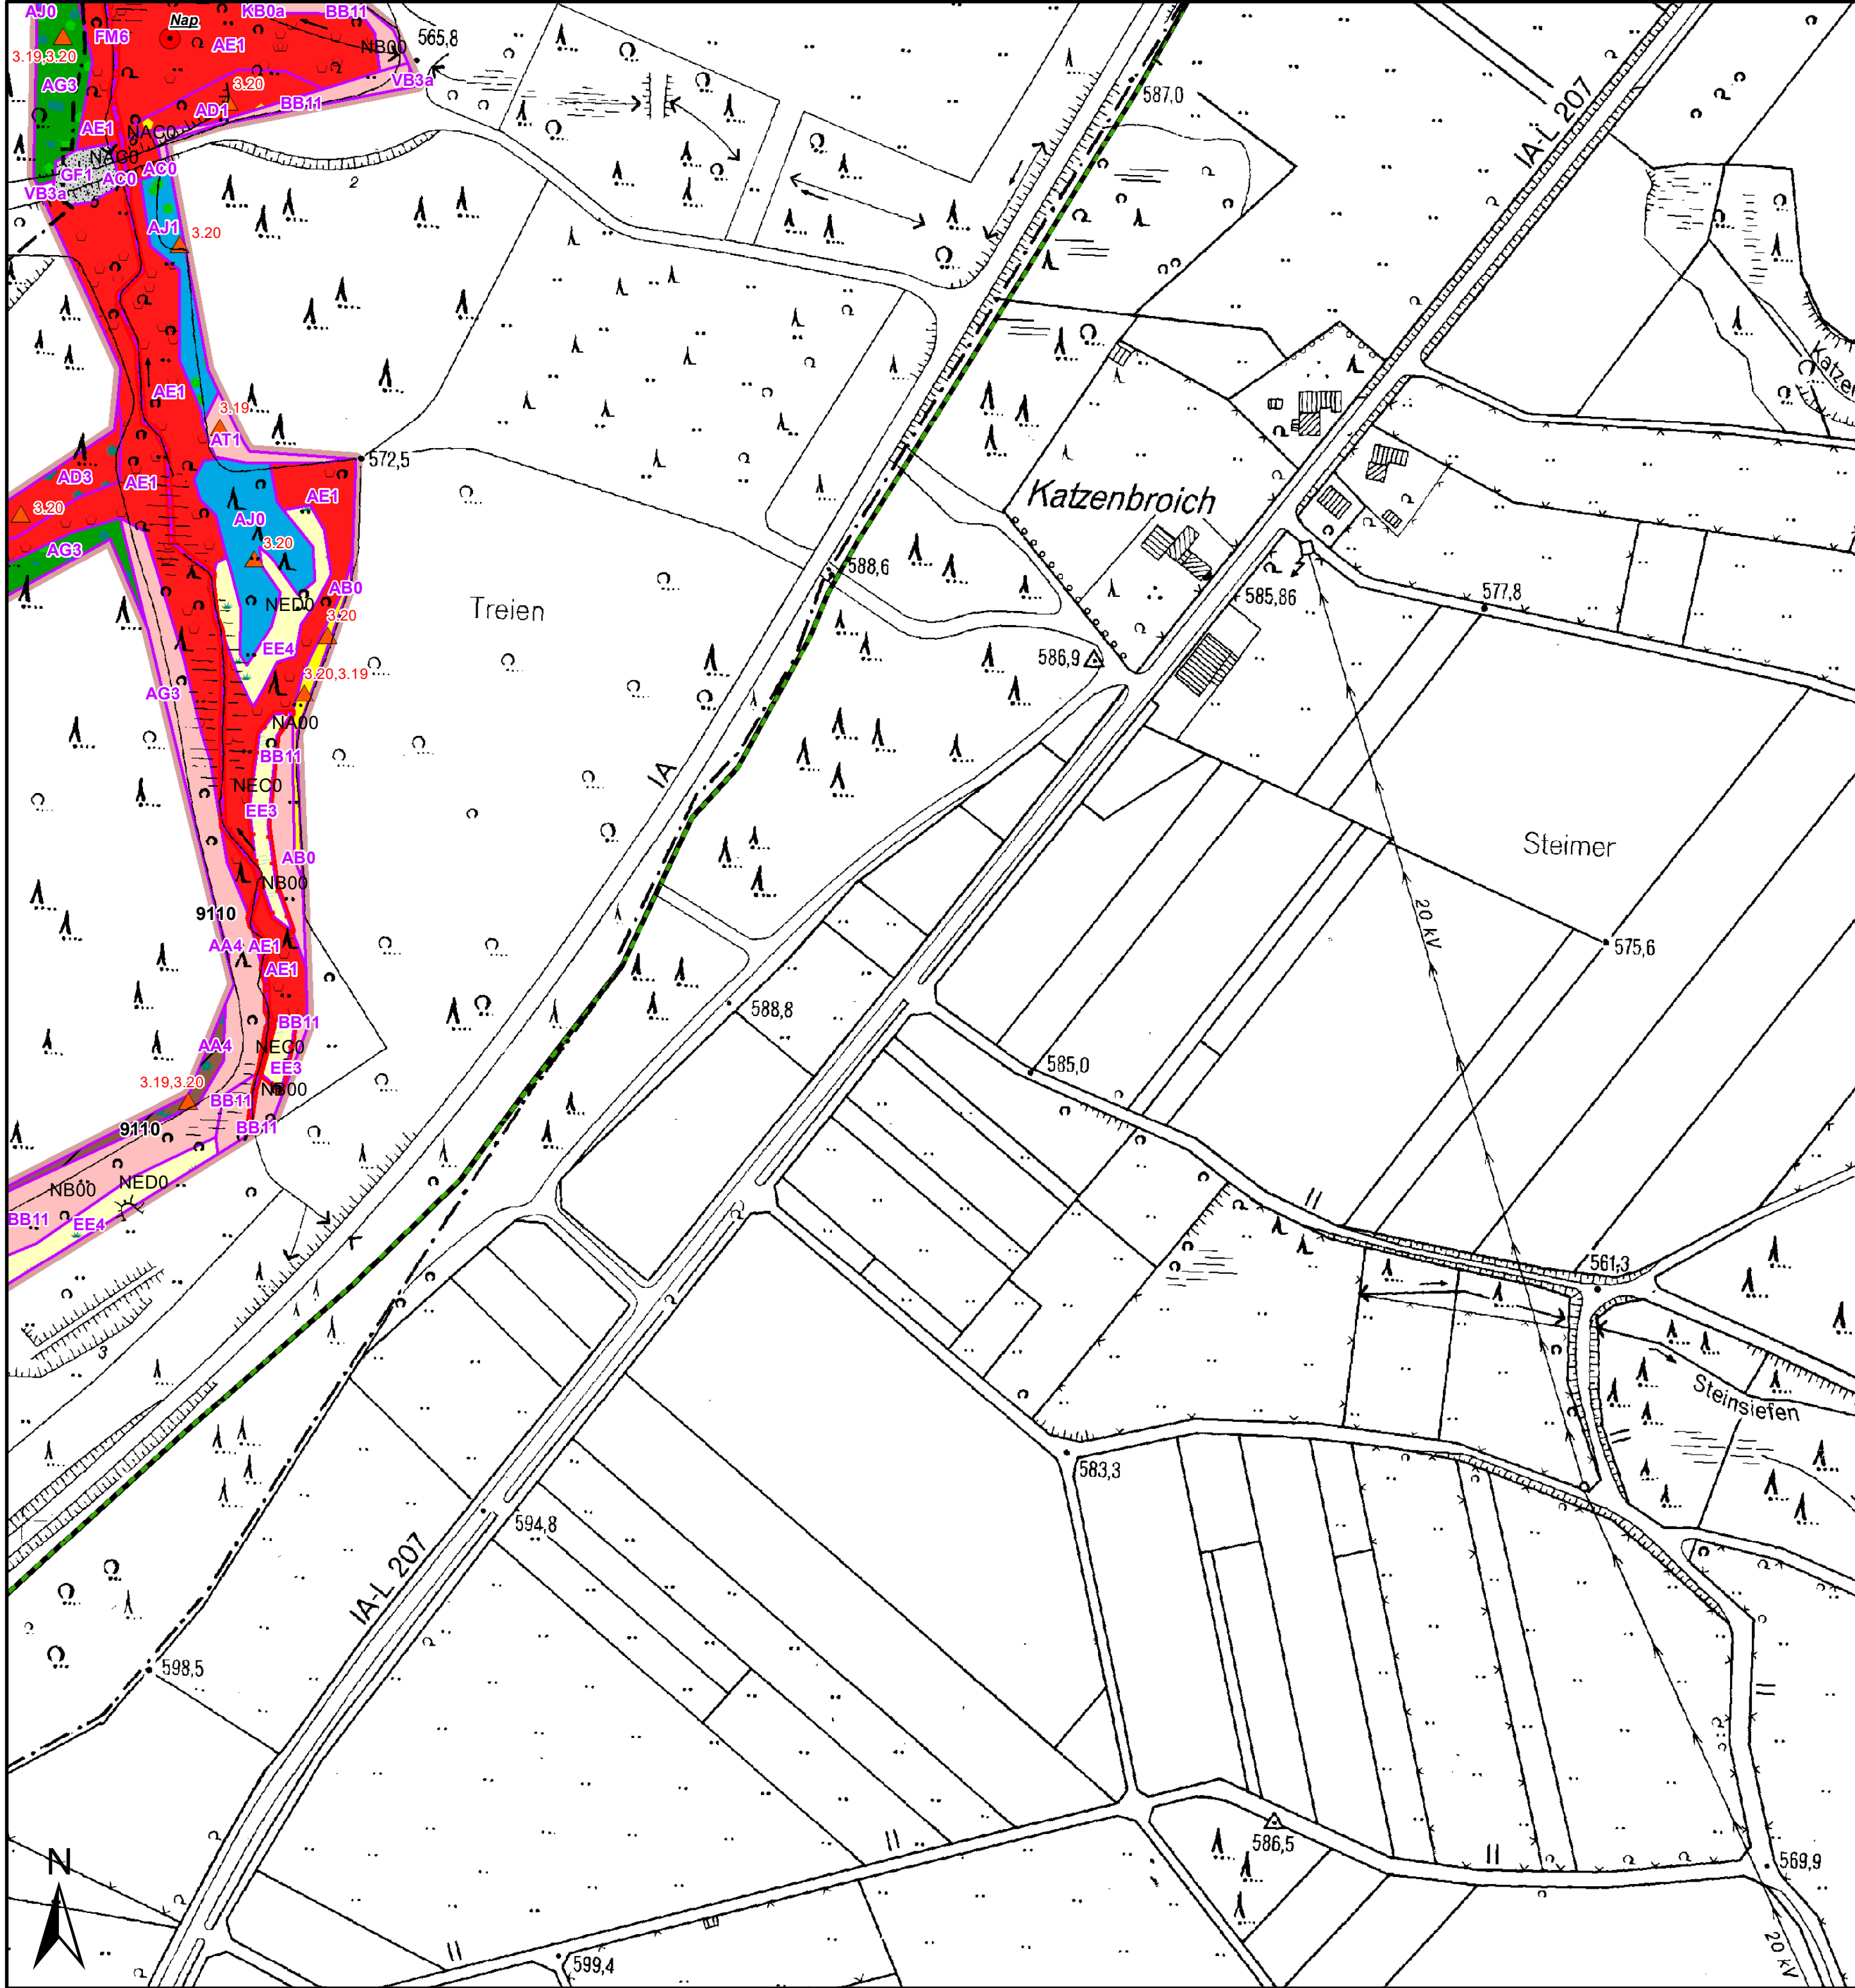 AJ0
Nap
KB0a
BB11
FM6
AE1
NB00
565,8
3.19,3.20
AG3
3.20
VB3a
587,0
AD1
BB11
IA-L 207
AE1
NAC0
NAC0
GF1
AC0
AC0
VB3a
5
2
AJ1
3.20
AE1
3.19
AT1
572,5
AD3
AE1
AE1
Katzenbroich
3.20
AJ0
3.20
AG3
588,6
AB0
585,86
577,8
NED0
Treien
3.20
EE4
586,9
3.20,3.19
AG3
NA00
BB11
IA
NEC0
EE3
Steimer
AB0
NB00
9110
20 kV
AA4
AE1
575,6
AE1
588,8
BB11
AA4
NEC0
EE3
585,0
3.19,3.20
NB00
BB11
9110
BB11
NED0
NB00
BB11
EE4
561,3
3
Steinsiefen
583,3
594,8
IA-L 207
598,5
586,5
569,9
N
20 kV
599,4